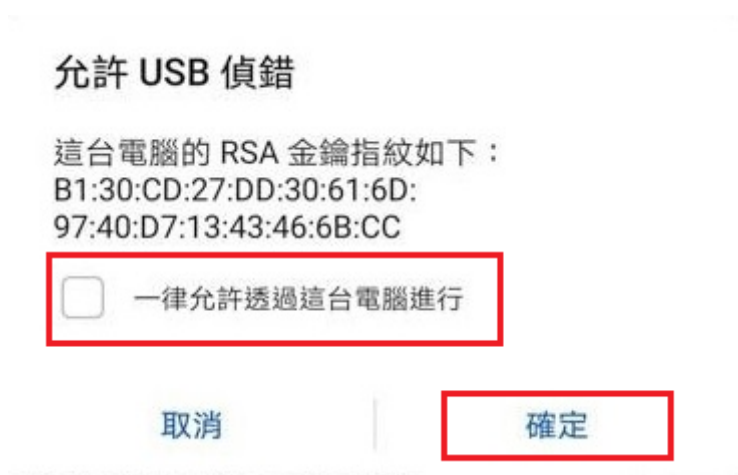 允許 USB 偵錯
這台電腦的 RSA 金鑰指紋如下：
B1:30:CD:27:DD:30:61:6D:
97:40:D7:13:43:46:6B:CC
一律允許透過這台電腦進行
取消
確定